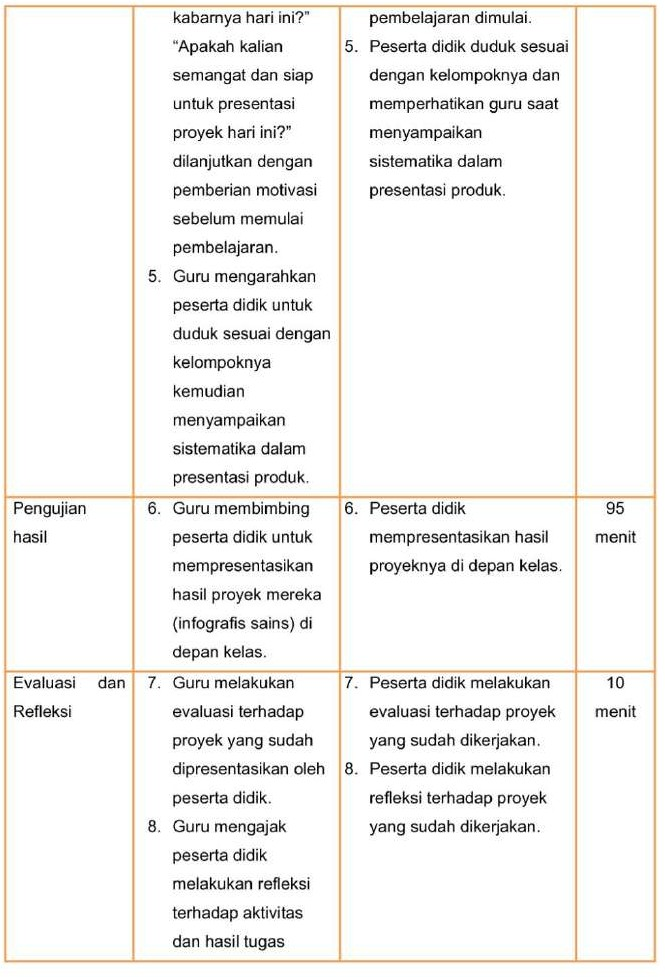 kabarnya hari ini?”
“Apakah kalian
semangat dan siap
untuk presentasi
proyek hari ini?”
dilanjutkan dengan
pemberian motivasi
sebelum memulai
pembelajaran.
5. Guru mengarahkan
peserta didik untuk
duduk sesuai dengan
kelompoknya
kemudian
menyampaikan
sistematika dalam
presentasi produk.
pembelajaran dimulai.
5. Peserta didik duduk sesuai
dengan kelompoknya dan
memperhatikan guru saat
menyampaikan
sistematika dalam
presentasi produk.
Pengujian
hasil
6. Guru membimbing
peserta didik untuk
mempresentasikan
hasil proyek mereka
(infografis sains) di
depan kelas.
6. Peserta didik
mempresentasikan hasil
proyeknya di depan kelas.
95
menit
Evaluasi dan
Refleksi
7. Guru melakukan
evaluasi terhadap
proyek yang sudah
dipresentasikan oleh
peserta didik.
8. Guru mengajak
peserta didik
melakukan refleksi
terhadap aktivitas
dan hasil tugas
7. Peserta didik melakukan
evaluasi terhadap proyek
yang sudah dikerjakan.
8. Peserta didik melakukan
refleksi terhadap proyek
yang sudah dikerjakan.
10
menit